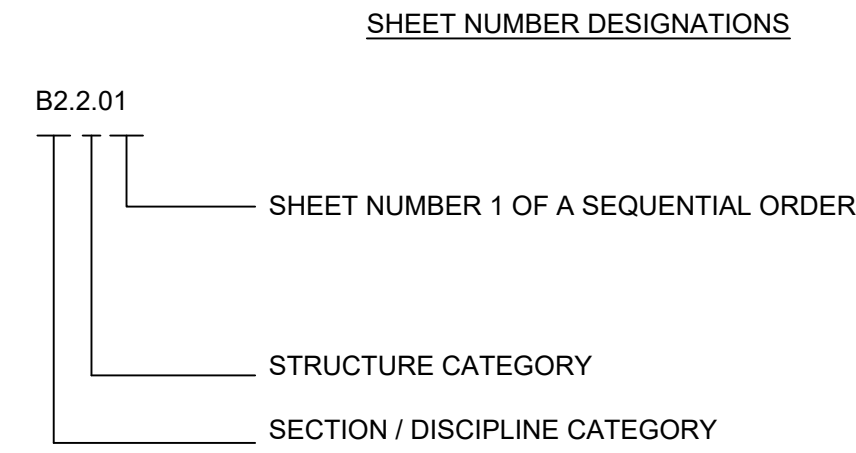 SHEET NUMBER DESIGNATIONS
B2.2.01
SHEET NUMBER 1 OF A SEQUENTIAL ORDER
STRUCTURE CATEGORY
SECTION / DISCIPLINE CATEGORY